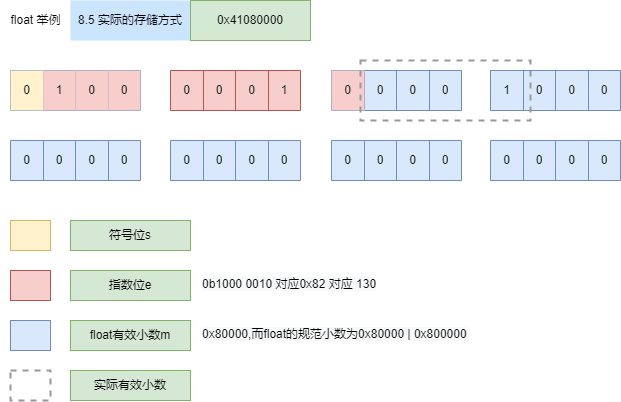 float 举例 8.5 实际的存储方式 0x41080000
0 1 0 0 0 0 0 1 0 0 0 0 1 0 0 0
0 0 0 0 0 0 0 0 0 0 0 0 0 0 0 0
符号位s
指数位e 0b1000 0010 对应0x82 对应 130
float有效小数m 0x80000,而float的规范小数为0x80000 | 0x800000
实际有效小数